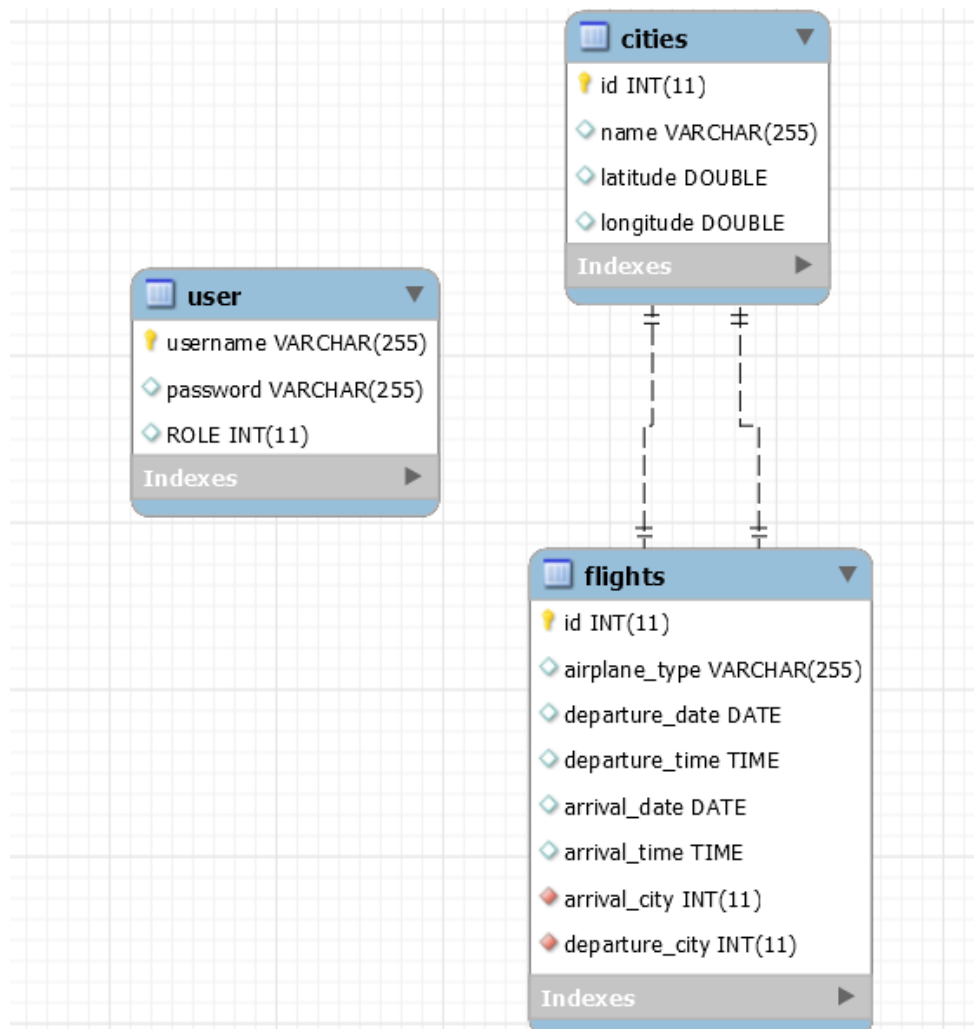 cities
id INT(11)
name VARCHAR(255)
latitude DOUBLE
longitude DOUBLE
Indexes
user
username VARCHAR(255)
password VARCHAR(255)
ROLE INT(11)
Indexes
flights
id INT(11)
airplane_type VARCHAR(255)
departure_date DATE
departure_time TIME
arrival_date DATE
arrival_time TIME
arrival_city INT(11)
departure_city INT(11)
Indexes